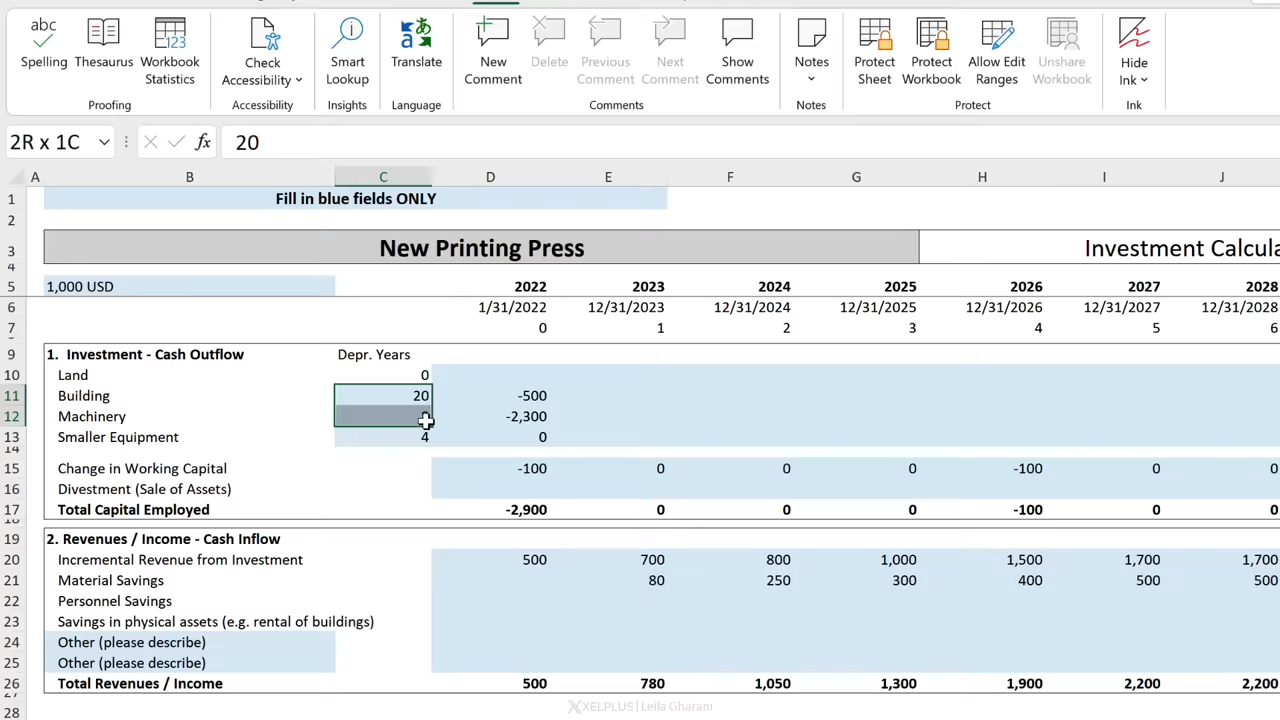 abc
123
Spelling Thesaurus Workbook Statistics
Check Accessibility
Smart Lookup
Translate
New Comment
Delete
Previous Comment
Next Comment
Show Comments
Notes
Protect Sheet
Protect Workbook
Allow Edit Ranges
Unshare Workbook
Hide Ink
Proofing Accessibility Insights Language Comments Notes Protect Ink
2R x 1C fx 20
A B C D E F G H I J
1 Fill in blue fields ONLY
2
3 New Printing Press Investment Calcula
4
5 1,000 USD 2022 2023 2024 2025 2026 2027 2028
6 1/31/2022 12/31/2023 12/31/2024 12/31/2025 12/31/2026 12/31/2027 12/31/2028
7 0 1 2 3 4 5 6
9 1. Investment - Cash Outflow Depr. Years
10 Land 0
11 Building 20 -500
12 Machinery -2,300
13 Smaller Equipment 4 0
14
15 Change in Working Capital -100 0 0 0 -100 0 0
16 Divestment (Sale of Assets)
17 Total Capital Employed -2,900 0 0 0 -100 0 0
18
19 2. Revenues / Income - Cash Inflow
20 Incremental Revenue from Investment 500 700 800 1,000 1,500 1,700 1,700
21 Material Savings 80 250 300 400 500 500
22 Personnel Savings
23 Savings in physical assets (e.g. rental of buildings)
24 Other (please describe)
25 Other (please describe)
26 Total Revenues / Income 500 780 1,050 1,300 1,900 2,200 2,200
27
28
XELPLUS | Leila Gharani